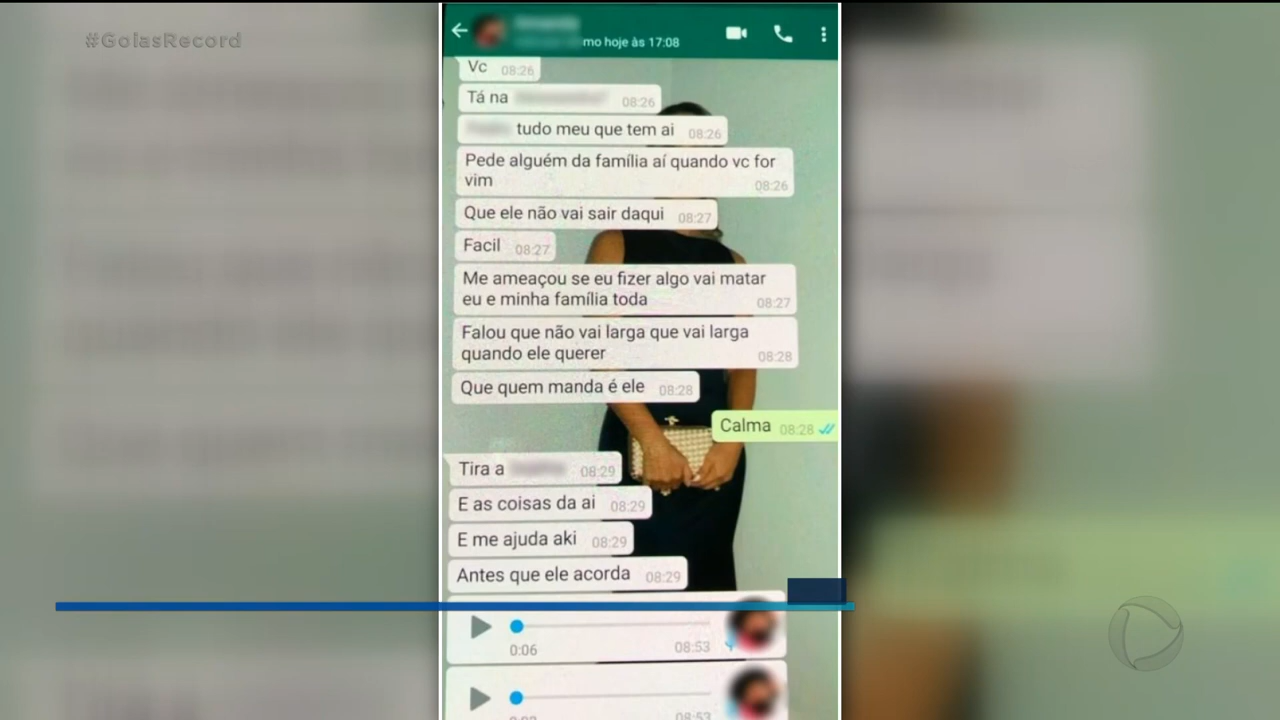 #GoiasRecord
mo hoje às 17:08
Vc 08:26
Tá na 08:26
tudo meu que tem ai 08:26
Pede alguém da família aí quando vc for
vim 08:26
Que ele não vai sair daqui 08:27
Facil 08:27
Me ameaçou se eu fizer algo vai matar
eu e minha família toda 08:27
Falou que não vai larga que vai larga
quando ele querer 08:28
Que quem manda é ele 08:28
Calma 08:28
Tira a 08:29
E as coisas da ai 08:29
E me ajuda aki 08:29
Antes que ele acorda 08:29
0:06 08:53
08:53